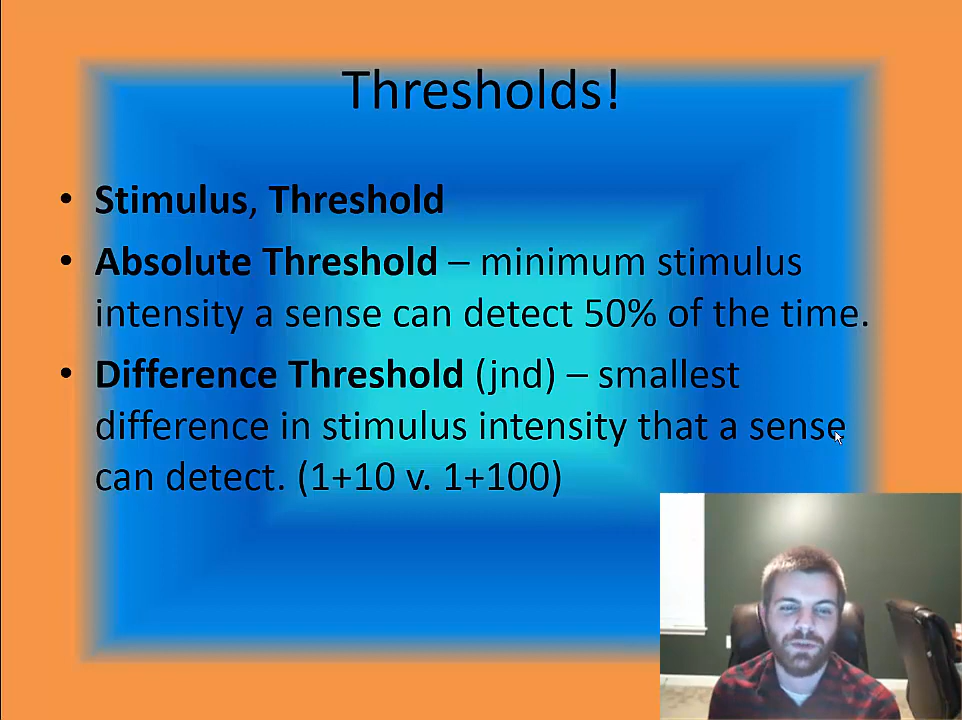 Thresholds!
• Stimulus, Threshold
• Absolute Threshold – minimum stimulus
intensity a sense can detect 50% of the time.
• Difference Threshold (jnd) – smallest
difference in stimulus intensity that a sense
can detect. (1+10 v. 1+100)